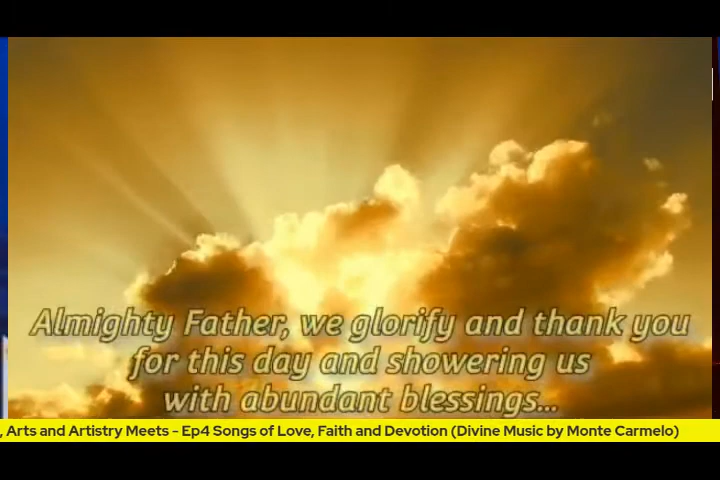 Almighty Father, we glorify and thank you
for this day and showering us
with abundant blessings...
, Arts and Artistry Meets - Ep4 Songs of Love, Faith and Devotion (Divine Music by Monte Carmelo)